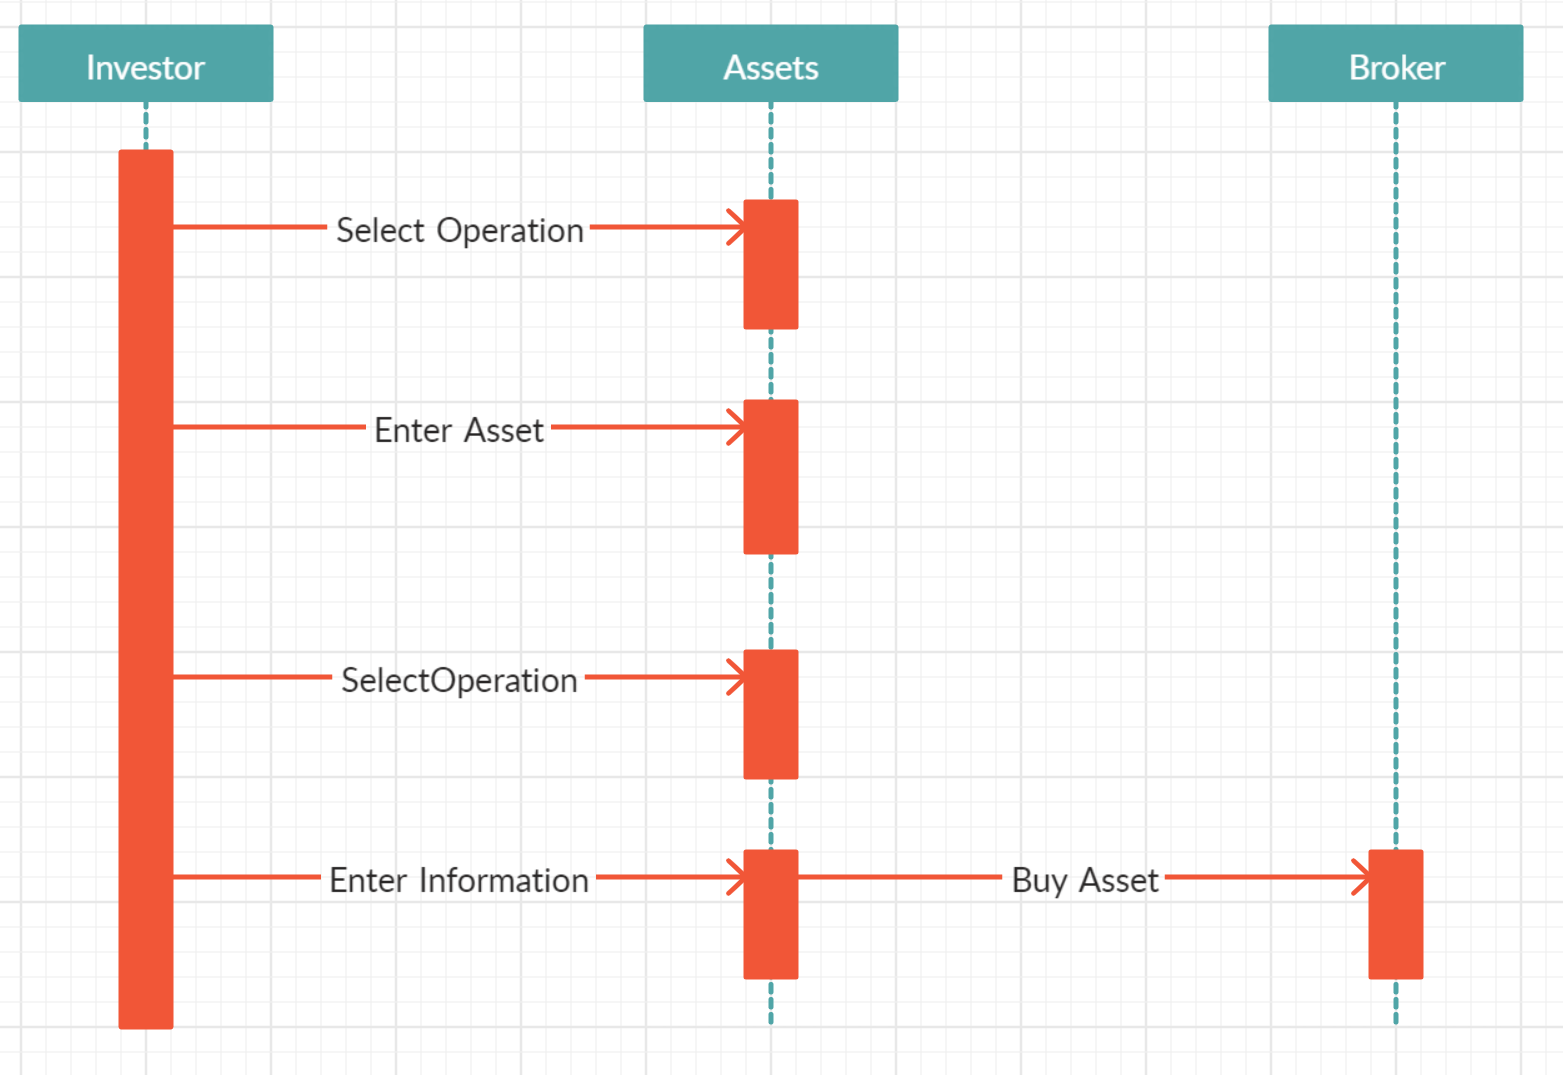 Investor
Assets
Broker
Select Operation
Enter Asset
SelectOperation
Enter Information
Buy Asset